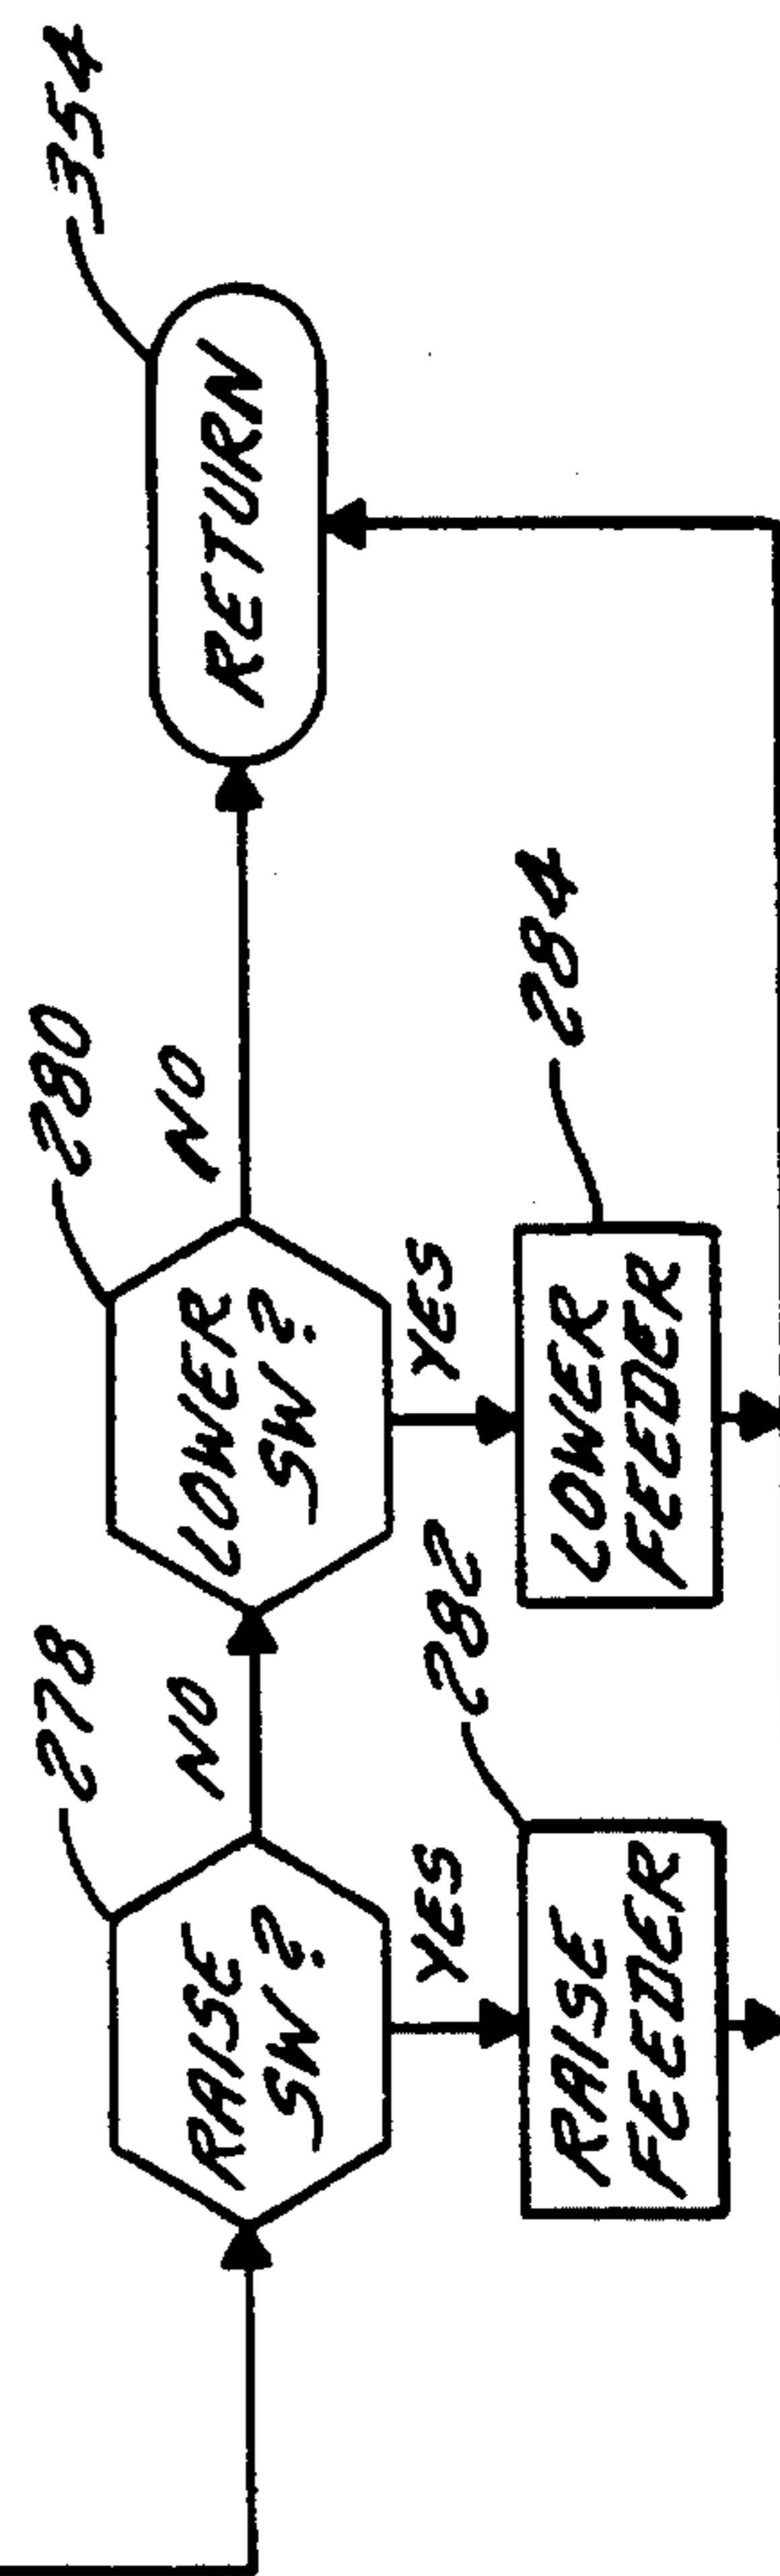 278
RAISE
SW?
NO
YES
282
RAISE
FEEDER
280
LOWER
SW?
NO
YES
284
LOWER
FEEDER
354
RETURN